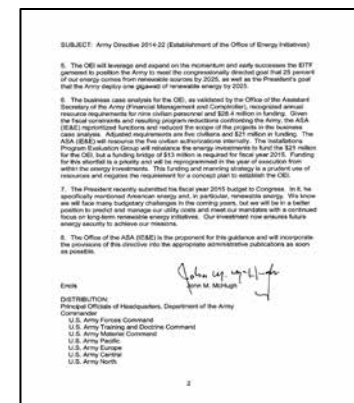 SUBJECT: Army Directive 2014-22 (Establishment of the Office of Energy Initiatives)
5. The OEI will leverage and expand on the momentum and early successes the EITF
garnered to position the Army to meet the congressionally directed goal that 25 percent
of our energy comes from renewable sources by 2025, as well as the President's goal
that the Army deploy one gigawatt of renewable energy by 2025.
6. The business case analysis for the OEI, as validated by the Office of the Assistant
Secretary of the Army (Financial Management and Comptroller), recognized annual
resource requirements for nine civilian personnel and $28.4 million in funding. Given
the fiscal constraints and resulting program reductions confronting the Army, the ASA
(IE&E) reprioritized functions and reduced the scope of the projects in the business
case analysis. Adjusted requirements are five civilians and $21 million in funding. The
ASA (IE&E) will resource the five civilian authorizations internally. The Installations
Program Evaluation Group will rebalance the energy investments to fund the $21 million
for the OEI, but a funding bridge of $13 million is required for fiscal year 2015. Funding
for this shortfall is a priority and will be reprogrammed in the year of execution from
within the energy investments. This funding and manning strategy is a prudent use of
resources and negates the requirement for a concept plan to establish the OEI.
7. The President recently submitted his fiscal year 2015 budget to Congress. In it, he
specifically mentioned American energy and, in particular, renewable energy. We know
we will face many budgetary challenges in the coming years, but we will be in a better
position to predict and manage our utility costs and meet our mandates with a continued
focus on long-term renewable energy initiatives. Our investment now ensures future
energy security to achieve our missions.
8. The Office of the ASA (IE&E) is the proponent for this guidance and will incorporate
the provisions of this directive into the appropriate administrative publications as soon
as possible.
Encls
John M. McHugh
DISTRIBUTION:
Principal Officials of Headquarters, Department of the Army
Commander
U.S. Army Forces Command
U.S. Army Training and Doctrine Command
U.S. Army Materiel Command
U.S. Army Pacific
U.S. Army Europe
U.S. Army Central
U.S. Army North
2